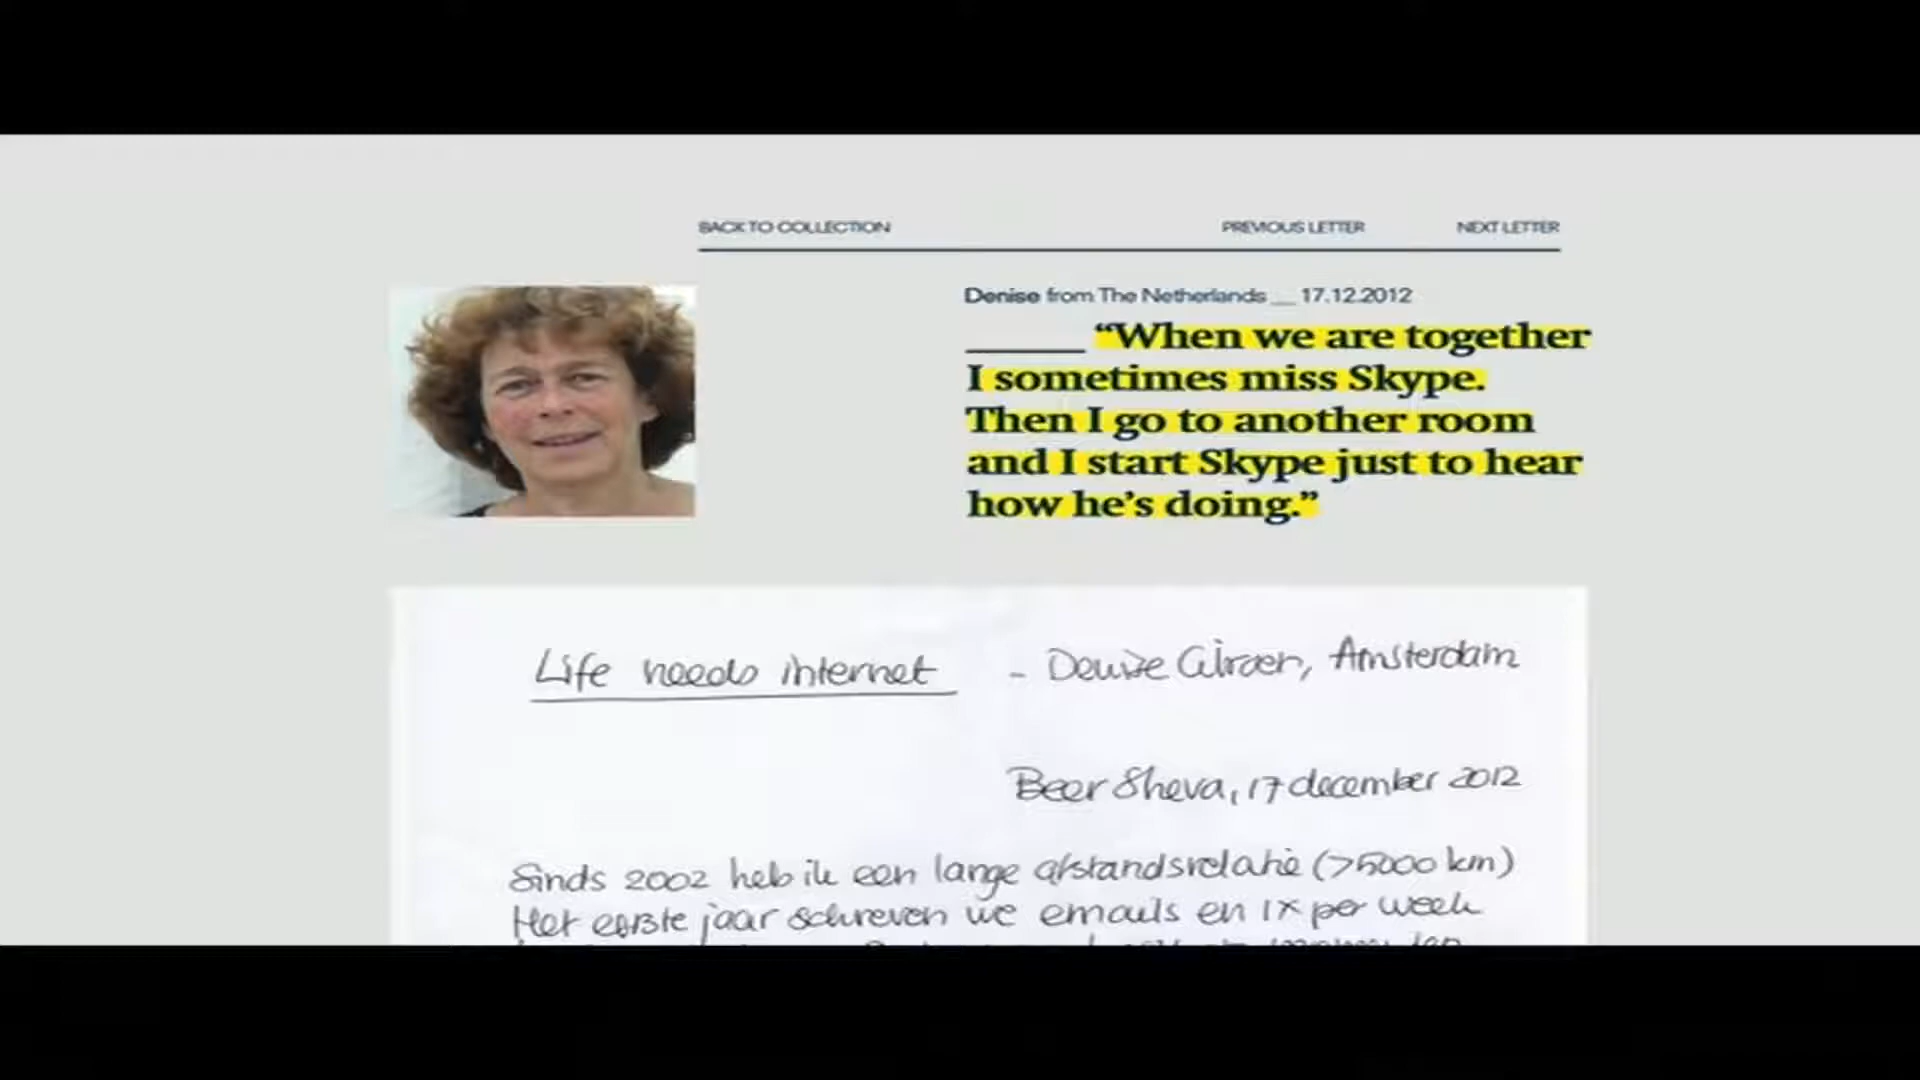 BACK TO COLLECTION PREVIOUS LETTER NEXT LETTER
Denise from The Netherlands __ 17.12.2012
“When we are together
I sometimes miss Skype.
Then I go to another room
and I start Skype just to hear
how he's doing.”
Life needs internet - Denise Amsterdam
Beer Sheva, 17 december 2012
Sinds 2002 heb ik een lange afstandsrelatie (>5000 km)
Het eerste jaar schreven we emails en 1x per week